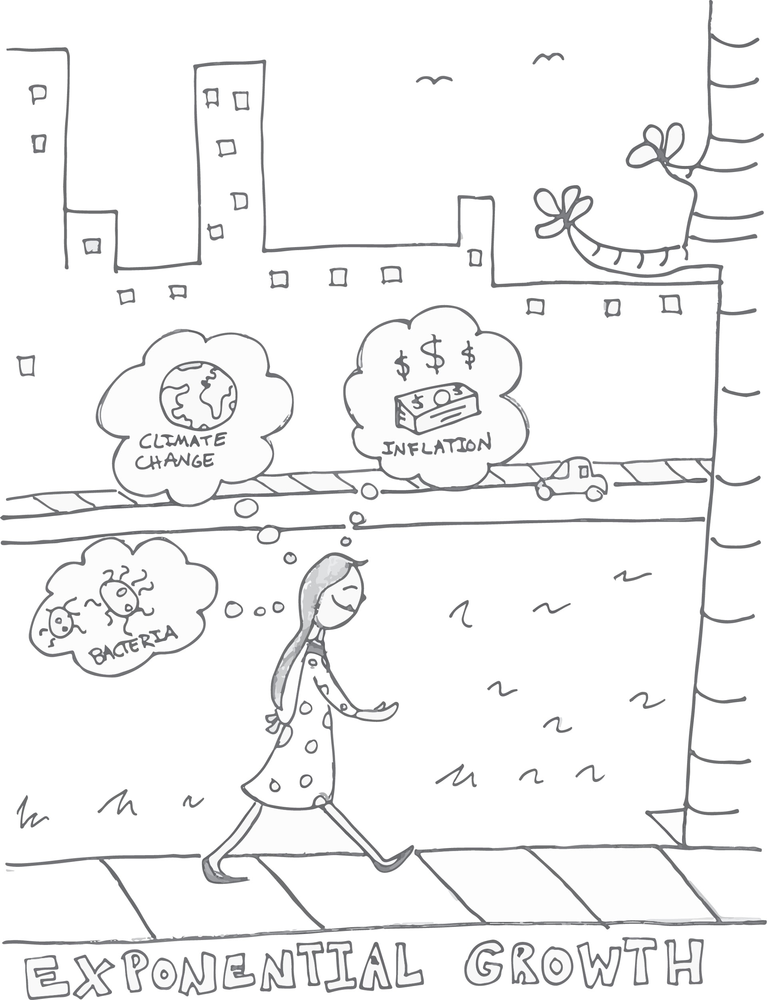 $ $ $
CLIMATE
CHANGE
INFLATION
BACTERIA
EXPONENTIAL GROWTH